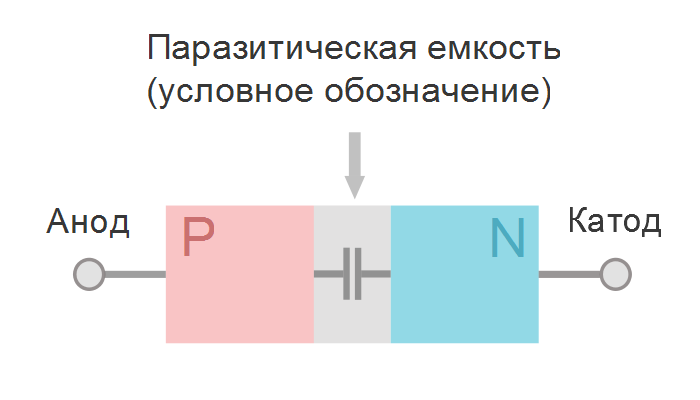 Паразитическая емкость
(условное обозначение)
Анод
Катод
P
N